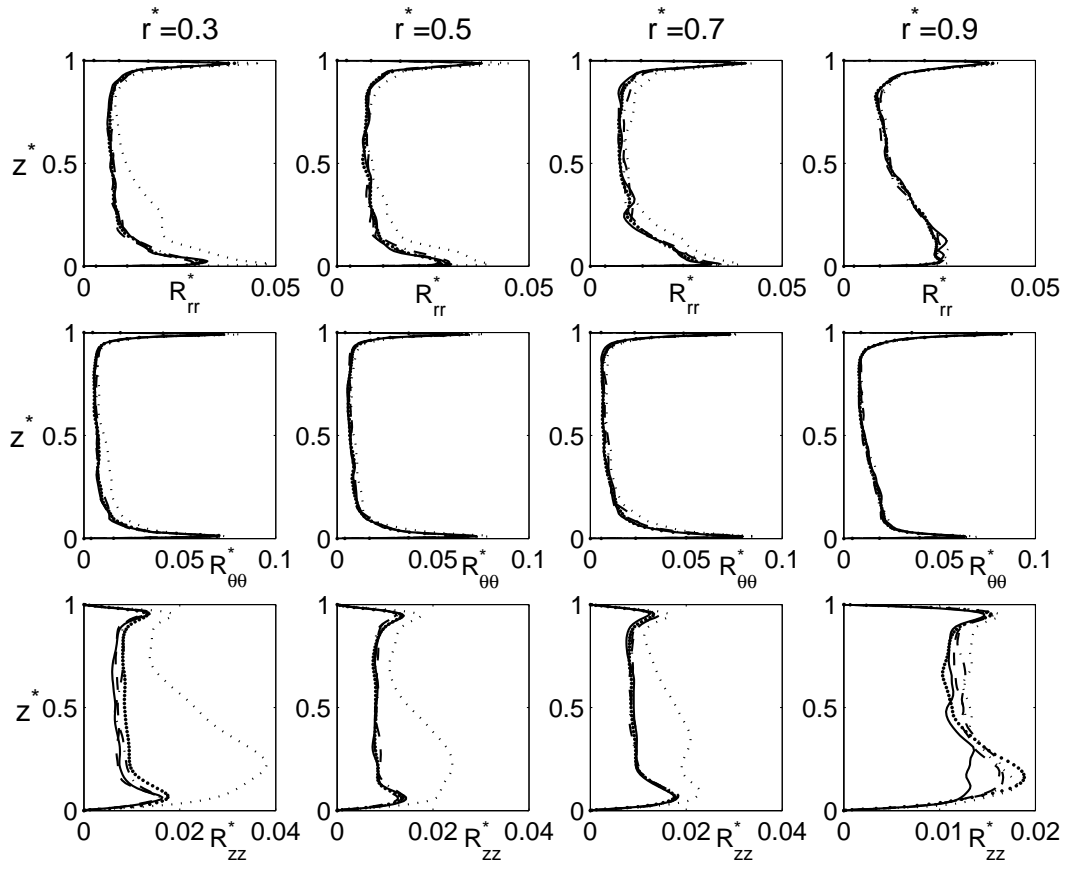 r*=0.3 r*=0.5 r*=0.7 r*=0.9
1 1 1 1
z* 0.5 0.5 0.5 0.5
0 0 0 0
0 R*rr 0.05 0 R*rr 0.05 0 R*rr 0.05 0 R*rr 0.05
1 1 1 1
z* 0.5 0.5 0.5 0.5
0 0 0 0
0 0.05 R*θθ 0.1 0 0.05 R*θθ 0.1 0 0.05 R*θθ 0.1 0 0.05 R*θθ 0.1
1 1 1 1
z* 0.5 0.5 0.5 0.5
0 0 0 0
0 0.02 R*zz 0.04 0 0.02 R*zz 0.04 0 0.02 R*zz 0.04 0 0.01 R*zz 0.02